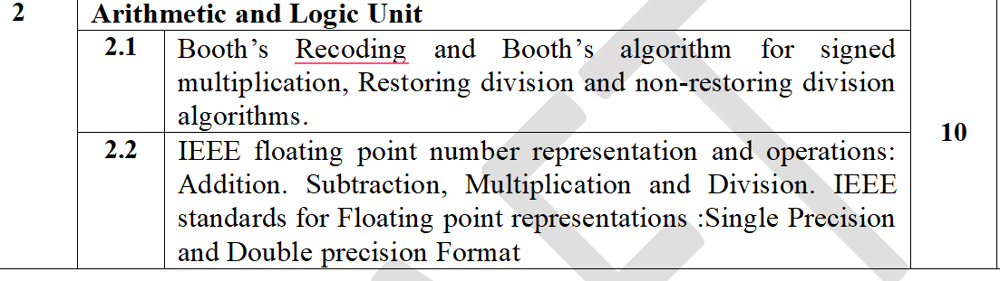 2 Arithmetic and Logic Unit
2.1 Booth's Recoding and Booth's algorithm for signed
multiplication, Restoring division and non-restoring division
algorithms.
10
2.2 IEEE floating point number representation and operations:
Addition. Subtraction, Multiplication and Division. IEEE
standards for Floating point representations :Single Precision
and Double precision Format